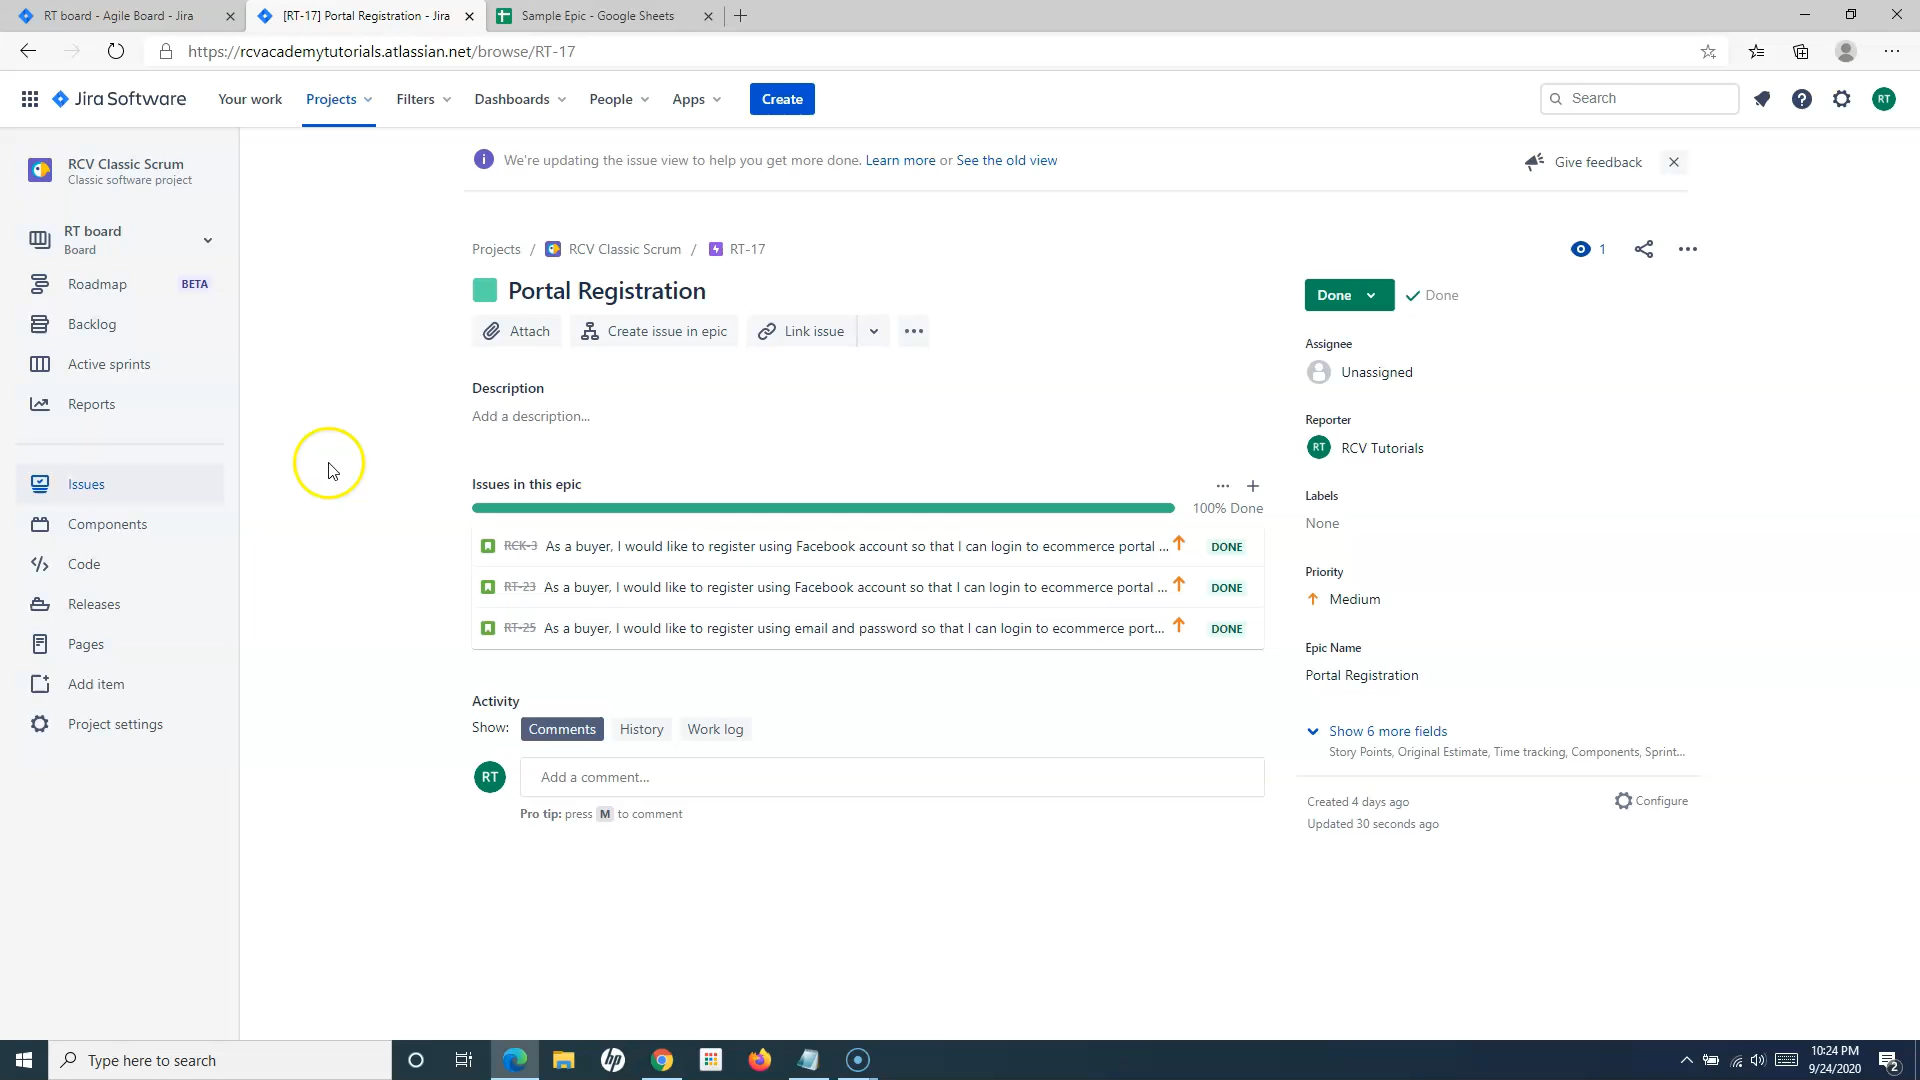 RT board - Agile Board - Jira
[RT-17] Portal Registration - Jira
Sample Epic - Google Sheets
https://rcvacademytutorials.atlassian.net/browse/RT-17
Jira Software
Your work
Projects
Filters
Dashboards
People
Apps
Create
Search
RT
RCV Classic Scrum
Classic software project
RT board
Board
Roadmap
BETA
Backlog
Active sprints
Reports
Issues
Components
Code
Releases
Pages
Add item
Project settings
We're updating the issue view to help you get more done. Learn more or See the old view
Give feedback
Projects / RCV Classic Scrum / RT-17
1
Portal Registration
Attach
Create issue in epic
Link issue
Description
Add a description...
Issues in this epic
100% Done
RCK-3 As a buyer, I would like to register using Facebook account so that I can login to ecommerce portal ... DONE
RT-23 As a buyer, I would like to register using Facebook account so that I can login to ecommerce portal ... DONE
RT-25 As a buyer, I would like to register using email and password so that I can login to ecommerce port... DONE
Activity
Show: Comments History Work log
RT
Add a comment...
Pro tip: press M to comment
Done
Done
Assignee
Unassigned
Reporter
RT RCV Tutorials
Labels
None
Priority
Medium
Epic Name
Portal Registration
Show 6 more fields
Story Points, Original Estimate, Time tracking, Components, Sprint...
Created 4 days ago
Configure
Updated 30 seconds ago
Type here to search
hp
10:24 PM
9/24/2020
2